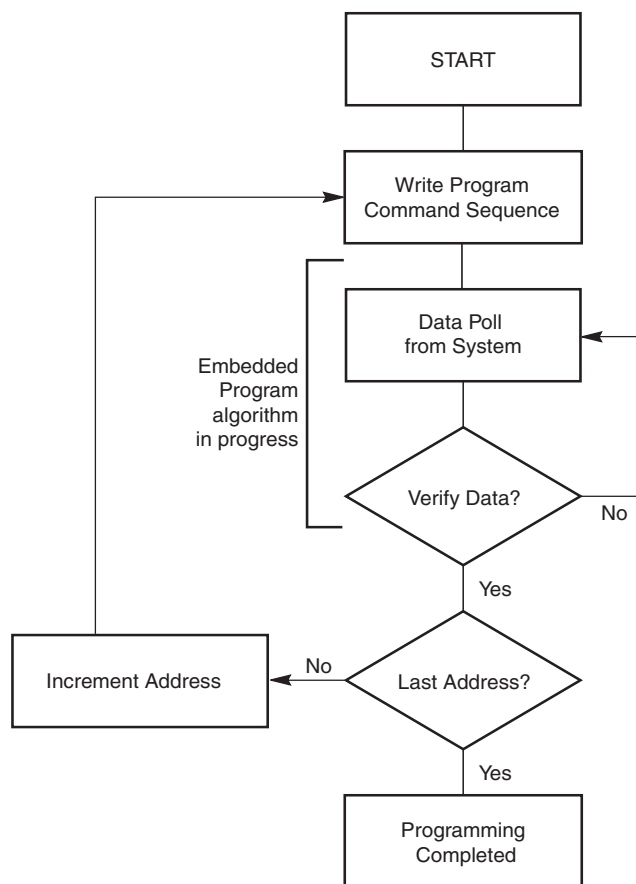 START
Write Program
Command Sequence
Data Poll
from System
Embedded
Program
algorithm
in progress
Verify Data?
No
Yes
Increment Address
No
Last Address?
Yes
Programming
Completed